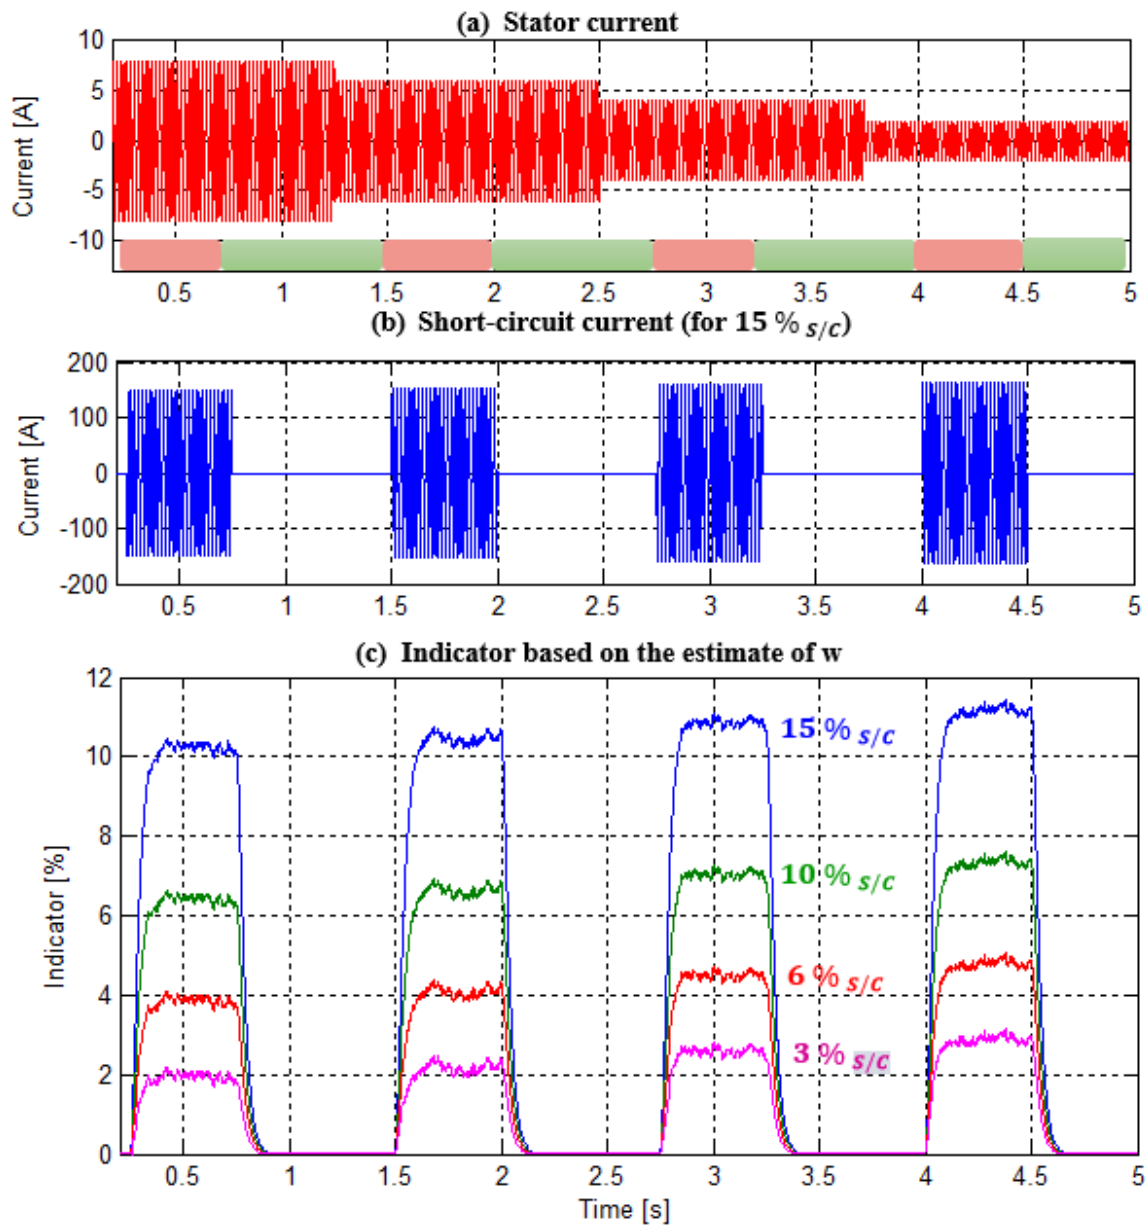 (a) Stator current
Current [A]
10
5
0
-5
-10
0.5 1 1.5 2 2.5 3 3.5 4 4.5 5
(b) Short-circuit current (for 15 % s/c)
Current [A]
200
100
0
-100
-200
0.5 1 1.5 2 2.5 3 3.5 4 4.5 5
(c) Indicator based on the estimate of w
Indicator [%]
12
10
8
6
4
2
0
15 % s/c
10 % s/c
6 % s/c
3 % s/c
0.5 1 1.5 2 2.5 3 3.5 4 4.5 5
Time [s]